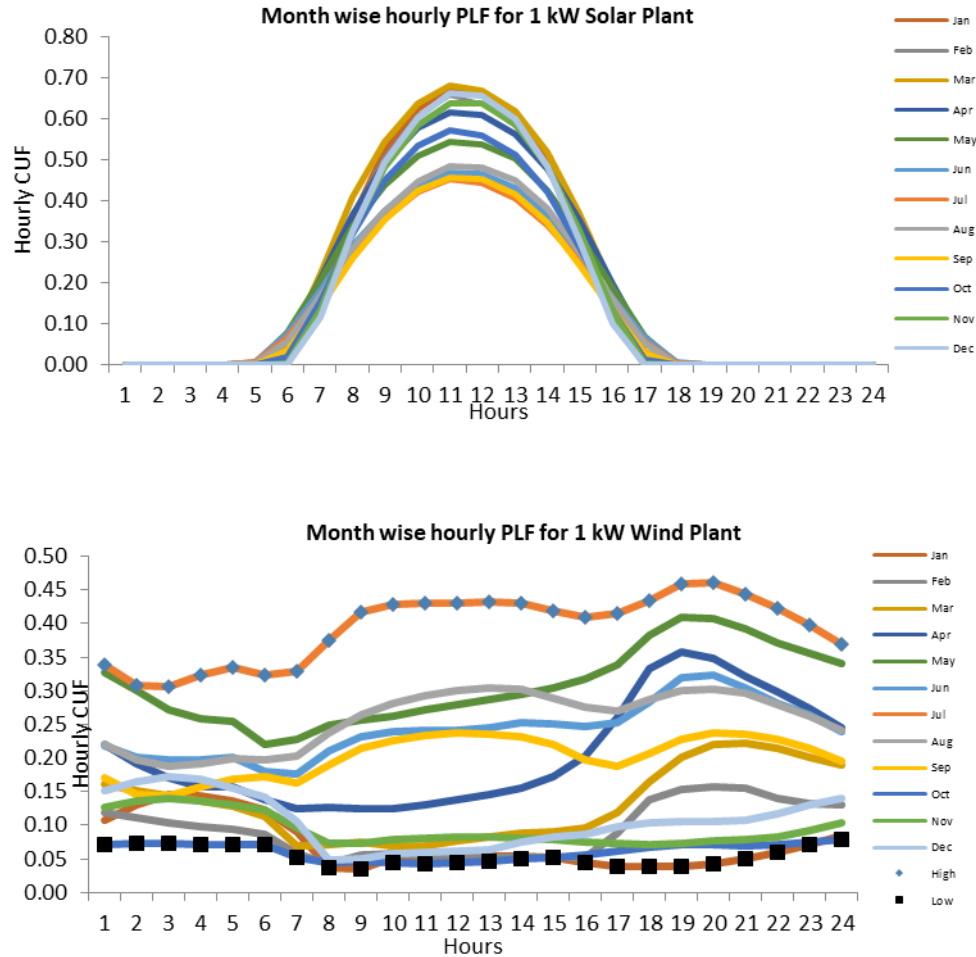 Month wise hourly PLF for 1 kW Solar Plant
Hourly CUF
0.80
0.70
0.60
0.50
0.40
0.30
0.20
0.10
0.00
1 2 3 4 5 6 7 8 9 10 11 12 13 14 15 16 17 18 19 20 21 22 23 24
Hours
Jan
Feb
Mar
Apr
May
Jun
Jul
Aug
Sep
Oct
Nov
Dec
Month wise hourly PLF for 1 kW Wind Plant
Hourly CUF
0.50
0.45
0.40
0.35
0.30
0.25
0.20
0.15
0.10
0.05
0.00
1 2 3 4 5 6 7 8 9 10 11 12 13 14 15 16 17 18 19 20 21 22 23 24
Hours
Jan
Feb
Mar
Apr
May
Jun
Jul
Aug
Sep
Oct
Nov
Dec
High
Low